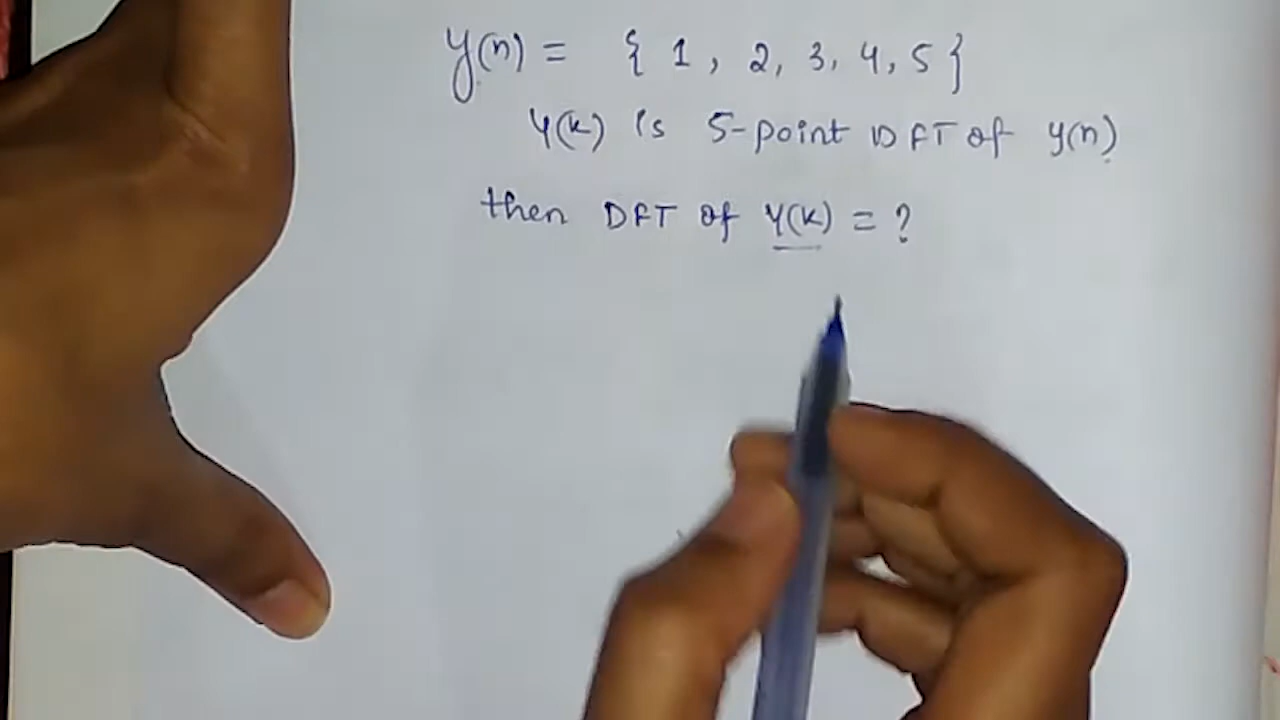 y(n) = { 1 , 2, 3, 4, 5 }
Y(k) is 5-point DFT of y(n)
then DFT of Y(k) = ?